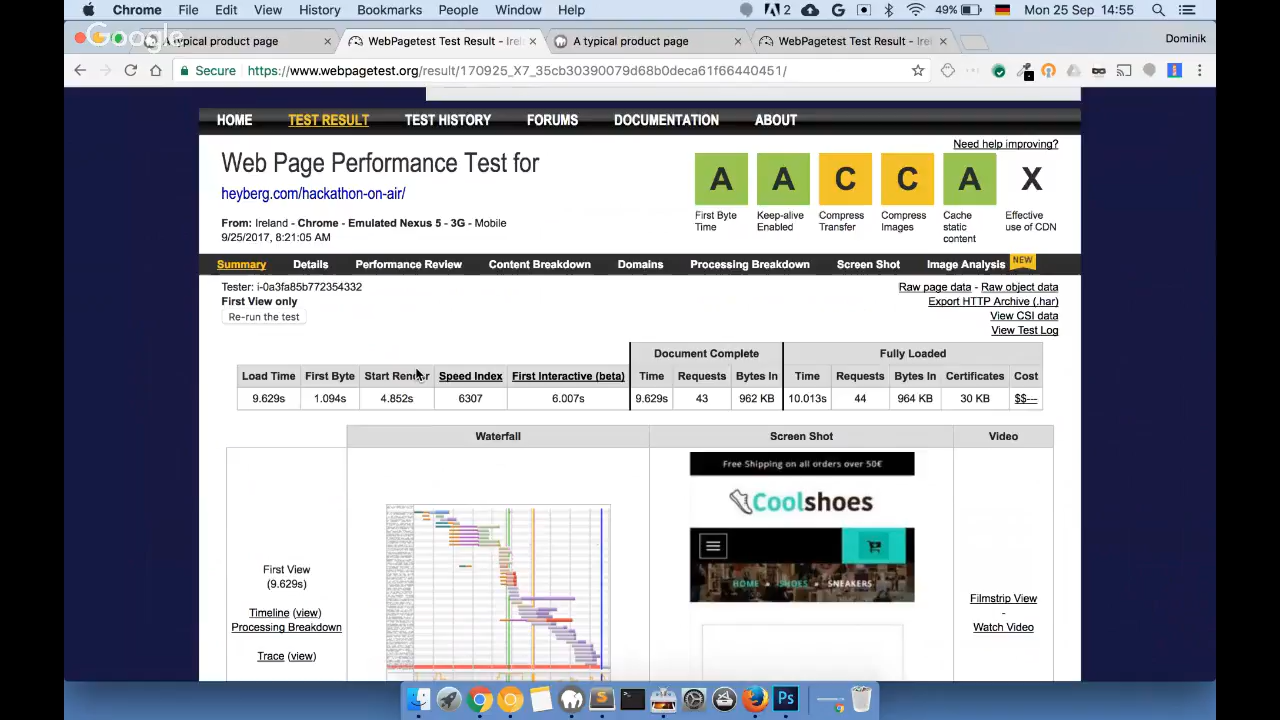 Chrome File Edit View History Bookmarks People Window Help 49% Mon 25 Sep 14:55
Google
typical product page WebPagetest Test Result - Irel A typical product page WebPagetest Test Result - Irel Dominik
Secure https://www.webpagetest.org/result/170925_X7_35cb30390079d68b0deca61f66440451/
HOME TEST RESULT TEST HISTORY FORUMS DOCUMENTATION ABOUT
Need help improving?
Web Page Performance Test for
heyberg.com/hackathon-on-air/
From: Ireland - Chrome - Emulated Nexus 5 - 3G - Mobile
9/25/2017, 8:21:05 AM
A A C C A X
First Byte Time
Keep-alive Enabled
Compress Transfer
Compress Images
Cache static content
Effective use of CDN
Summary Details Performance Review Content Breakdown Domains Processing Breakdown Screen Shot Image Analysis NEW
Tester: i-0a3fa85b772354332
First View only
Re-run the test
Raw page data - Raw object data
Export HTTP Archive (.har)
View CSI data
View Test Log
Document Complete Fully Loaded
Load Time First Byte Start Render Speed Index First Interactive (beta) Time Requests Bytes In Time Requests Bytes In Certificates Cost
9.629s 1.094s 4.852s 6307 6.007s 9.629s 43 962 KB 10.013s 44 964 KB 30 KB $$---
Waterfall Screen Shot Video
Free Shipping on all orders over 50€
Coolshoes
HOME SHOES SNEAKERS
First View
(9.629s)
Timeline (view)
Processing Breakdown
Trace (view)
Filmstrip View
-
Watch Video